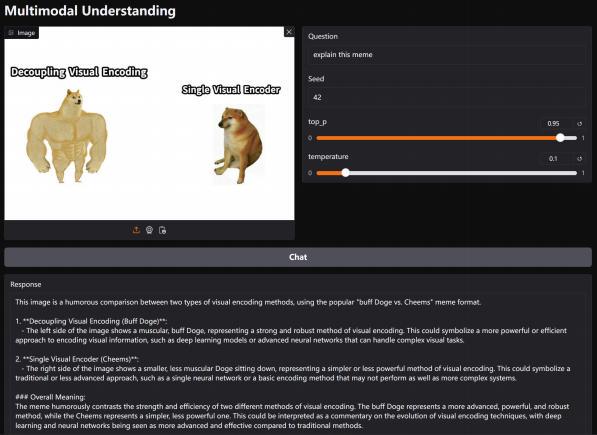 Multimodal Understanding
Image
Decoupling Visual Encoding
Single Visual Encoder
Question
explain this meme
Seed
42
top_p
0.95
0
1
temperature
0.1
0
1
Chat
Response
This image is a humorous comparison between two types of visual encoding methods, using the popular "buff Doge vs. Cheems" meme format.
1. **Decoupling Visual Encoding (Buff Doge)**:
- The left side of the image shows a muscular, buff Doge, representing a strong and robust method of visual encoding. This could symbolize a more powerful or efficient
approach to encoding visual information, such as deep learning models or advanced neural networks that can handle complex visual tasks.
2. **Single Visual Encoder (Cheems)**:
- The right side of the image shows a smaller, less muscular Doge sitting down, representing a simpler or less powerful method of visual encoding. This could symbolize a
traditional or less advanced approach, such as a single neural network or a basic encoding method that may not perform as well as more complex systems.
### Overall Meaning:
The meme humorously contrasts the strength and efficiency of two different methods of visual encoding. The buff Doge represents a more advanced, powerful, and robust
method, while the Cheems represents a simpler, less powerful one. This could be interpreted as a commentary on the evolution of visual encoding techniques, with deep
learning and neural networks being seen as more advanced and effective compared to traditional methods.